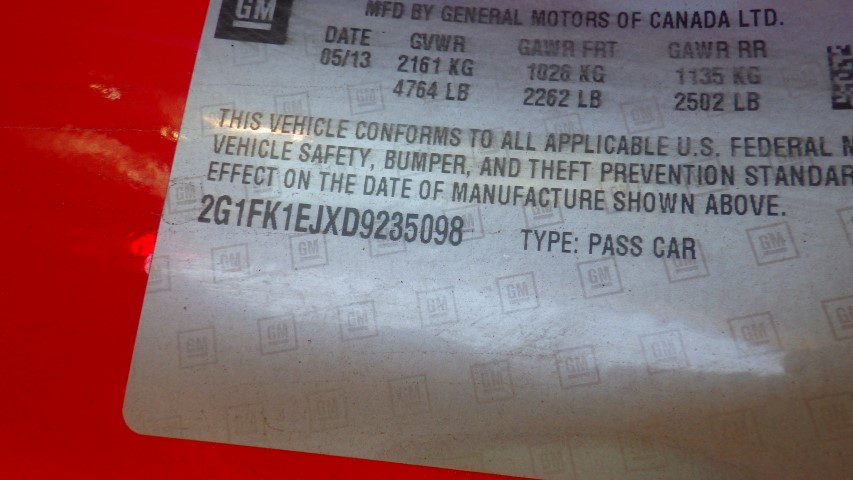 GM
MFD BY GENERAL MOTORS OF CANADA LTD.
DATE GVWR GAWR FRT GAWR RR
05/13 2161 KG 1026 KG 1135 KG
4764 LB 2262 LB 2502 LB
THIS VEHICLE CONFORMS TO ALL APPLICABLE U.S. FEDERAL
VEHICLE SAFETY, BUMPER, AND THEFT PREVENTION STANDAR
EFFECT ON THE DATE OF MANUFACTURE SHOWN ABOVE.
2G1FK1EJXD9235098 TYPE: PASS CAR